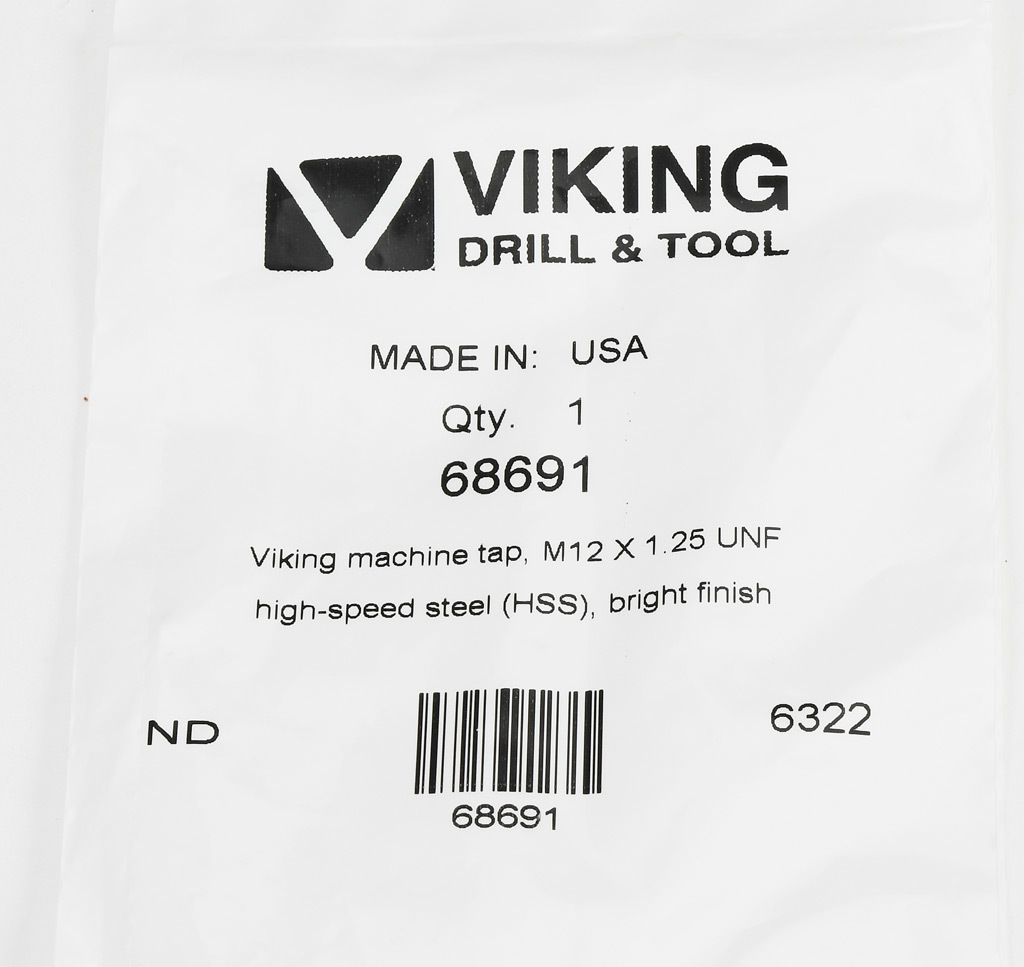 VIKING
DRILL & TOOL
MADE IN: USA
Qty. 1
68691
Viking machine tap, M12 X 1.25 UNF
high-speed steel (HSS), bright finish
ND
6322
68691